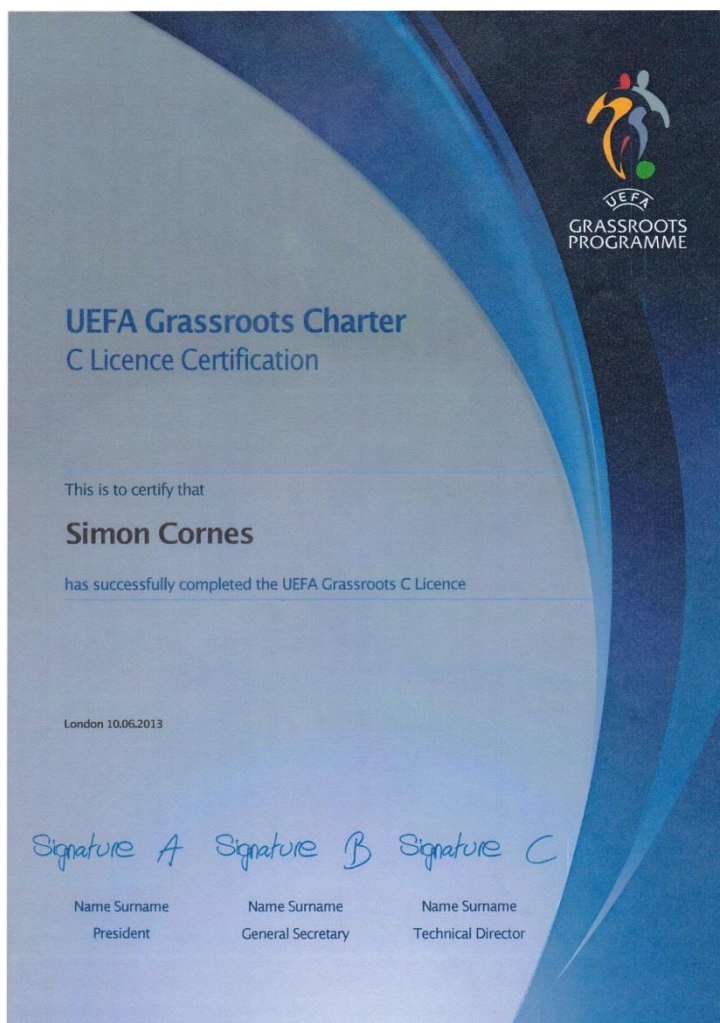 UEFA
GRASSROOTS
PROGRAMME
UEFA Grassroots Charter
C Licence Certification
This is to certify that
Simon Cornes
has successfully completed the UEFA Grassroots C Licence
London 10.06.2013
Signature A Signature B Signature C
Name Surname Name Surname Name Surname
President General Secretary Technical Director